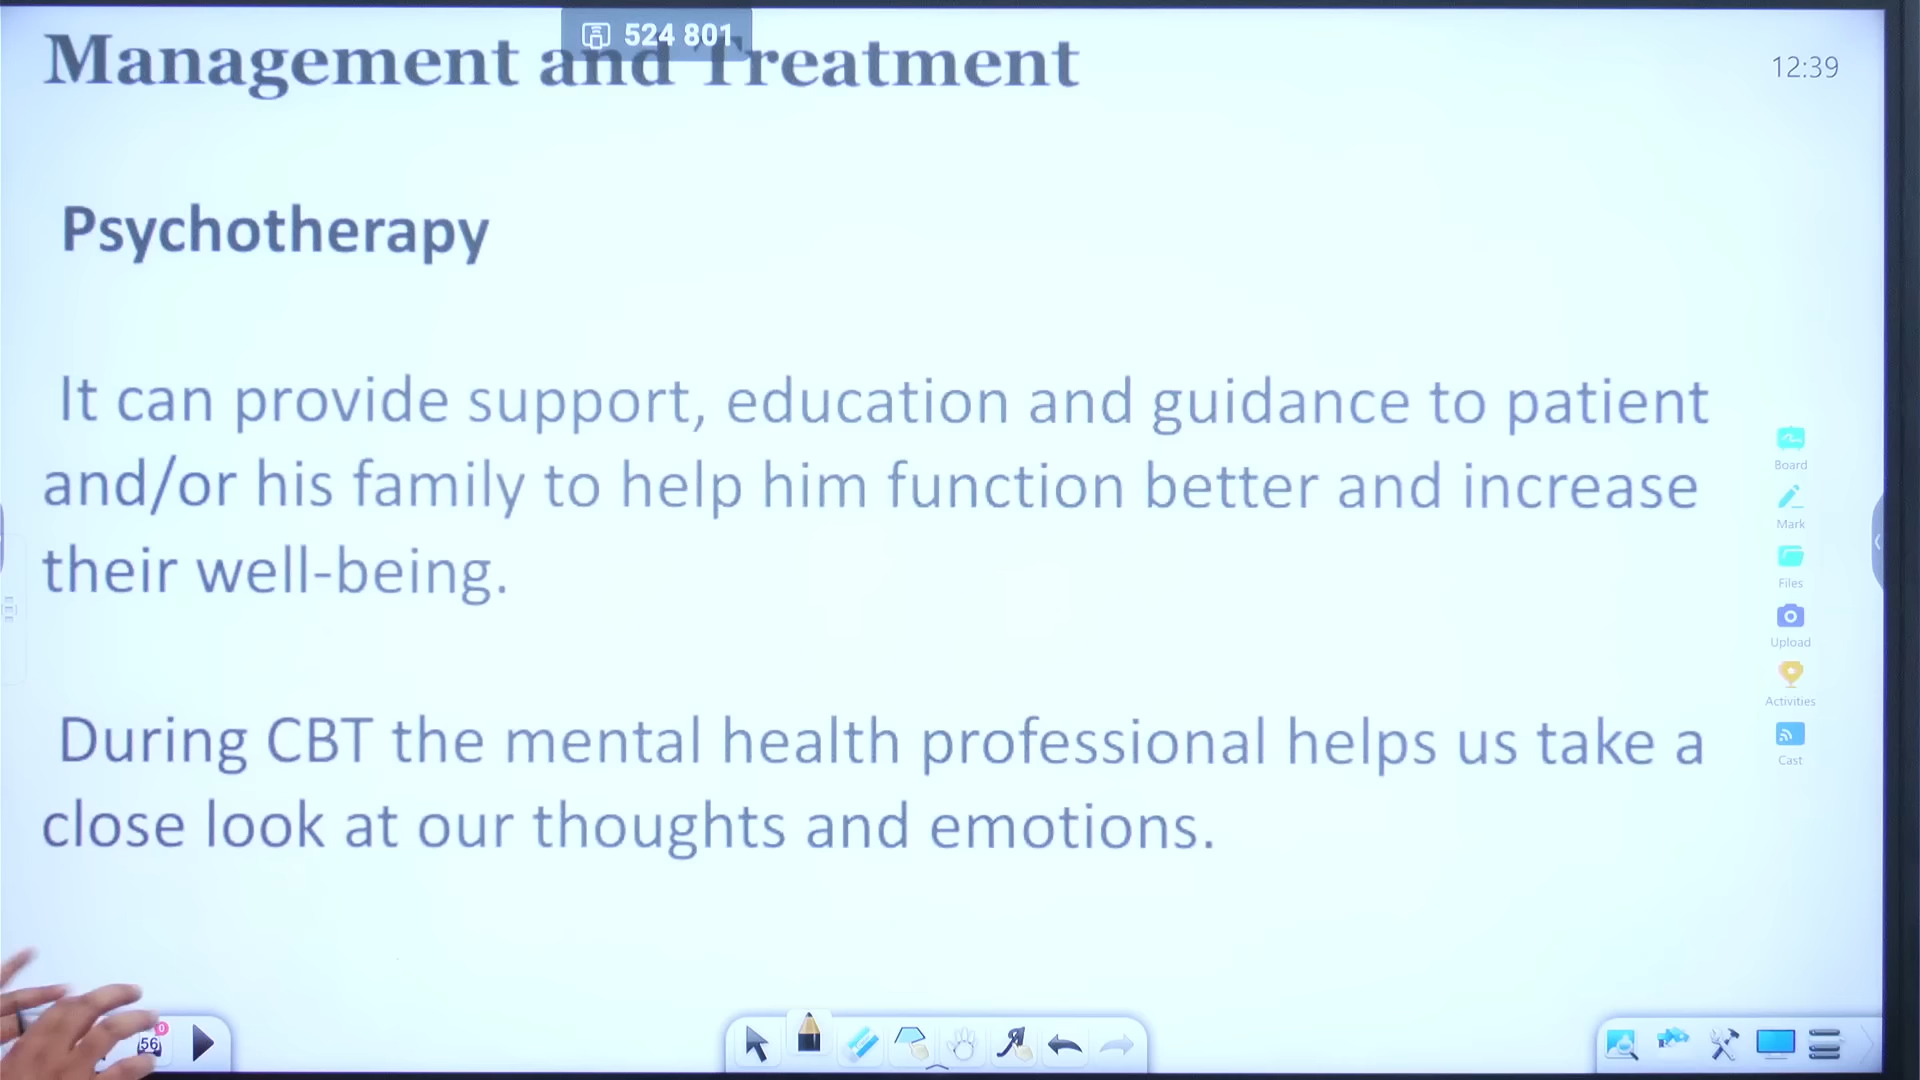 524 801
Management and Treatment
12:39
Psychotherapy
It can provide support, education and guidance to patient
and/or his family to help him function better and increase
their well-being.
During CBT the mental health professional helps us take a
close look at our thoughts and emotions.
Board
Mark
Files
Upload
Activities
Cast
0
56